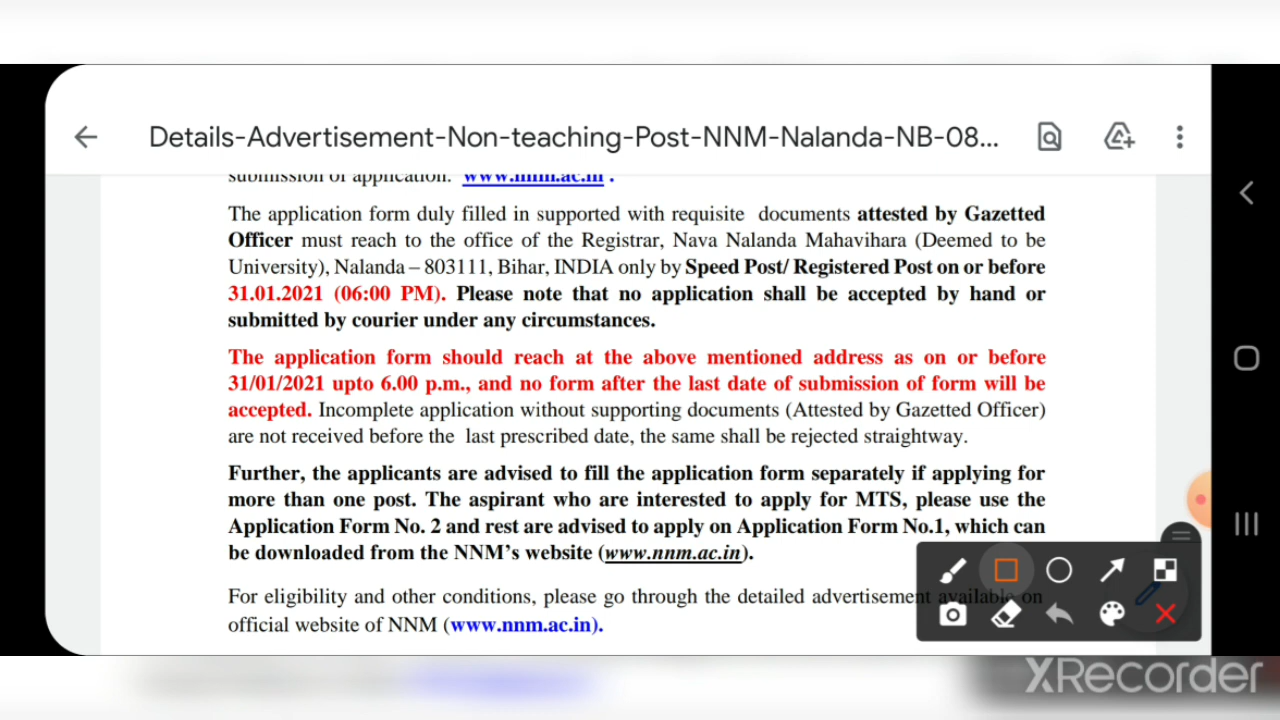 Details-Advertisement-Non-teaching-Post-NNM-Nalanda-NB-08...
submission of application. www.nnm.ac.in .
The application form duly filled in supported with requisite documents attested by Gazetted
Officer must reach to the office of the Registrar, Nava Nalanda Mahavihara (Deemed to be
University), Nalanda – 803111, Bihar, INDIA only by Speed Post/ Registered Post on or before
31.01.2021 (06:00 PM). Please note that no application shall be accepted by hand or
submitted by courier under any circumstances.
The application form should reach at the above mentioned address as on or before
31/01/2021 upto 6.00 p.m., and no form after the last date of submission of form will be
accepted. Incomplete application without supporting documents (Attested by Gazetted Officer)
are not received before the last prescribed date, the same shall be rejected straightway.
Further, the applicants are advised to fill the application form separately if applying for
more than one post. The aspirant who are interested to apply for MTS, please use the
Application Form No. 2 and rest are advised to apply on Application Form No.1, which can
be downloaded from the NNM's website (www.nnm.ac.in).
For eligibility and other conditions, please go through the detailed advertisement available on
official website of NNM (www.nnm.ac.in).
XRecorder